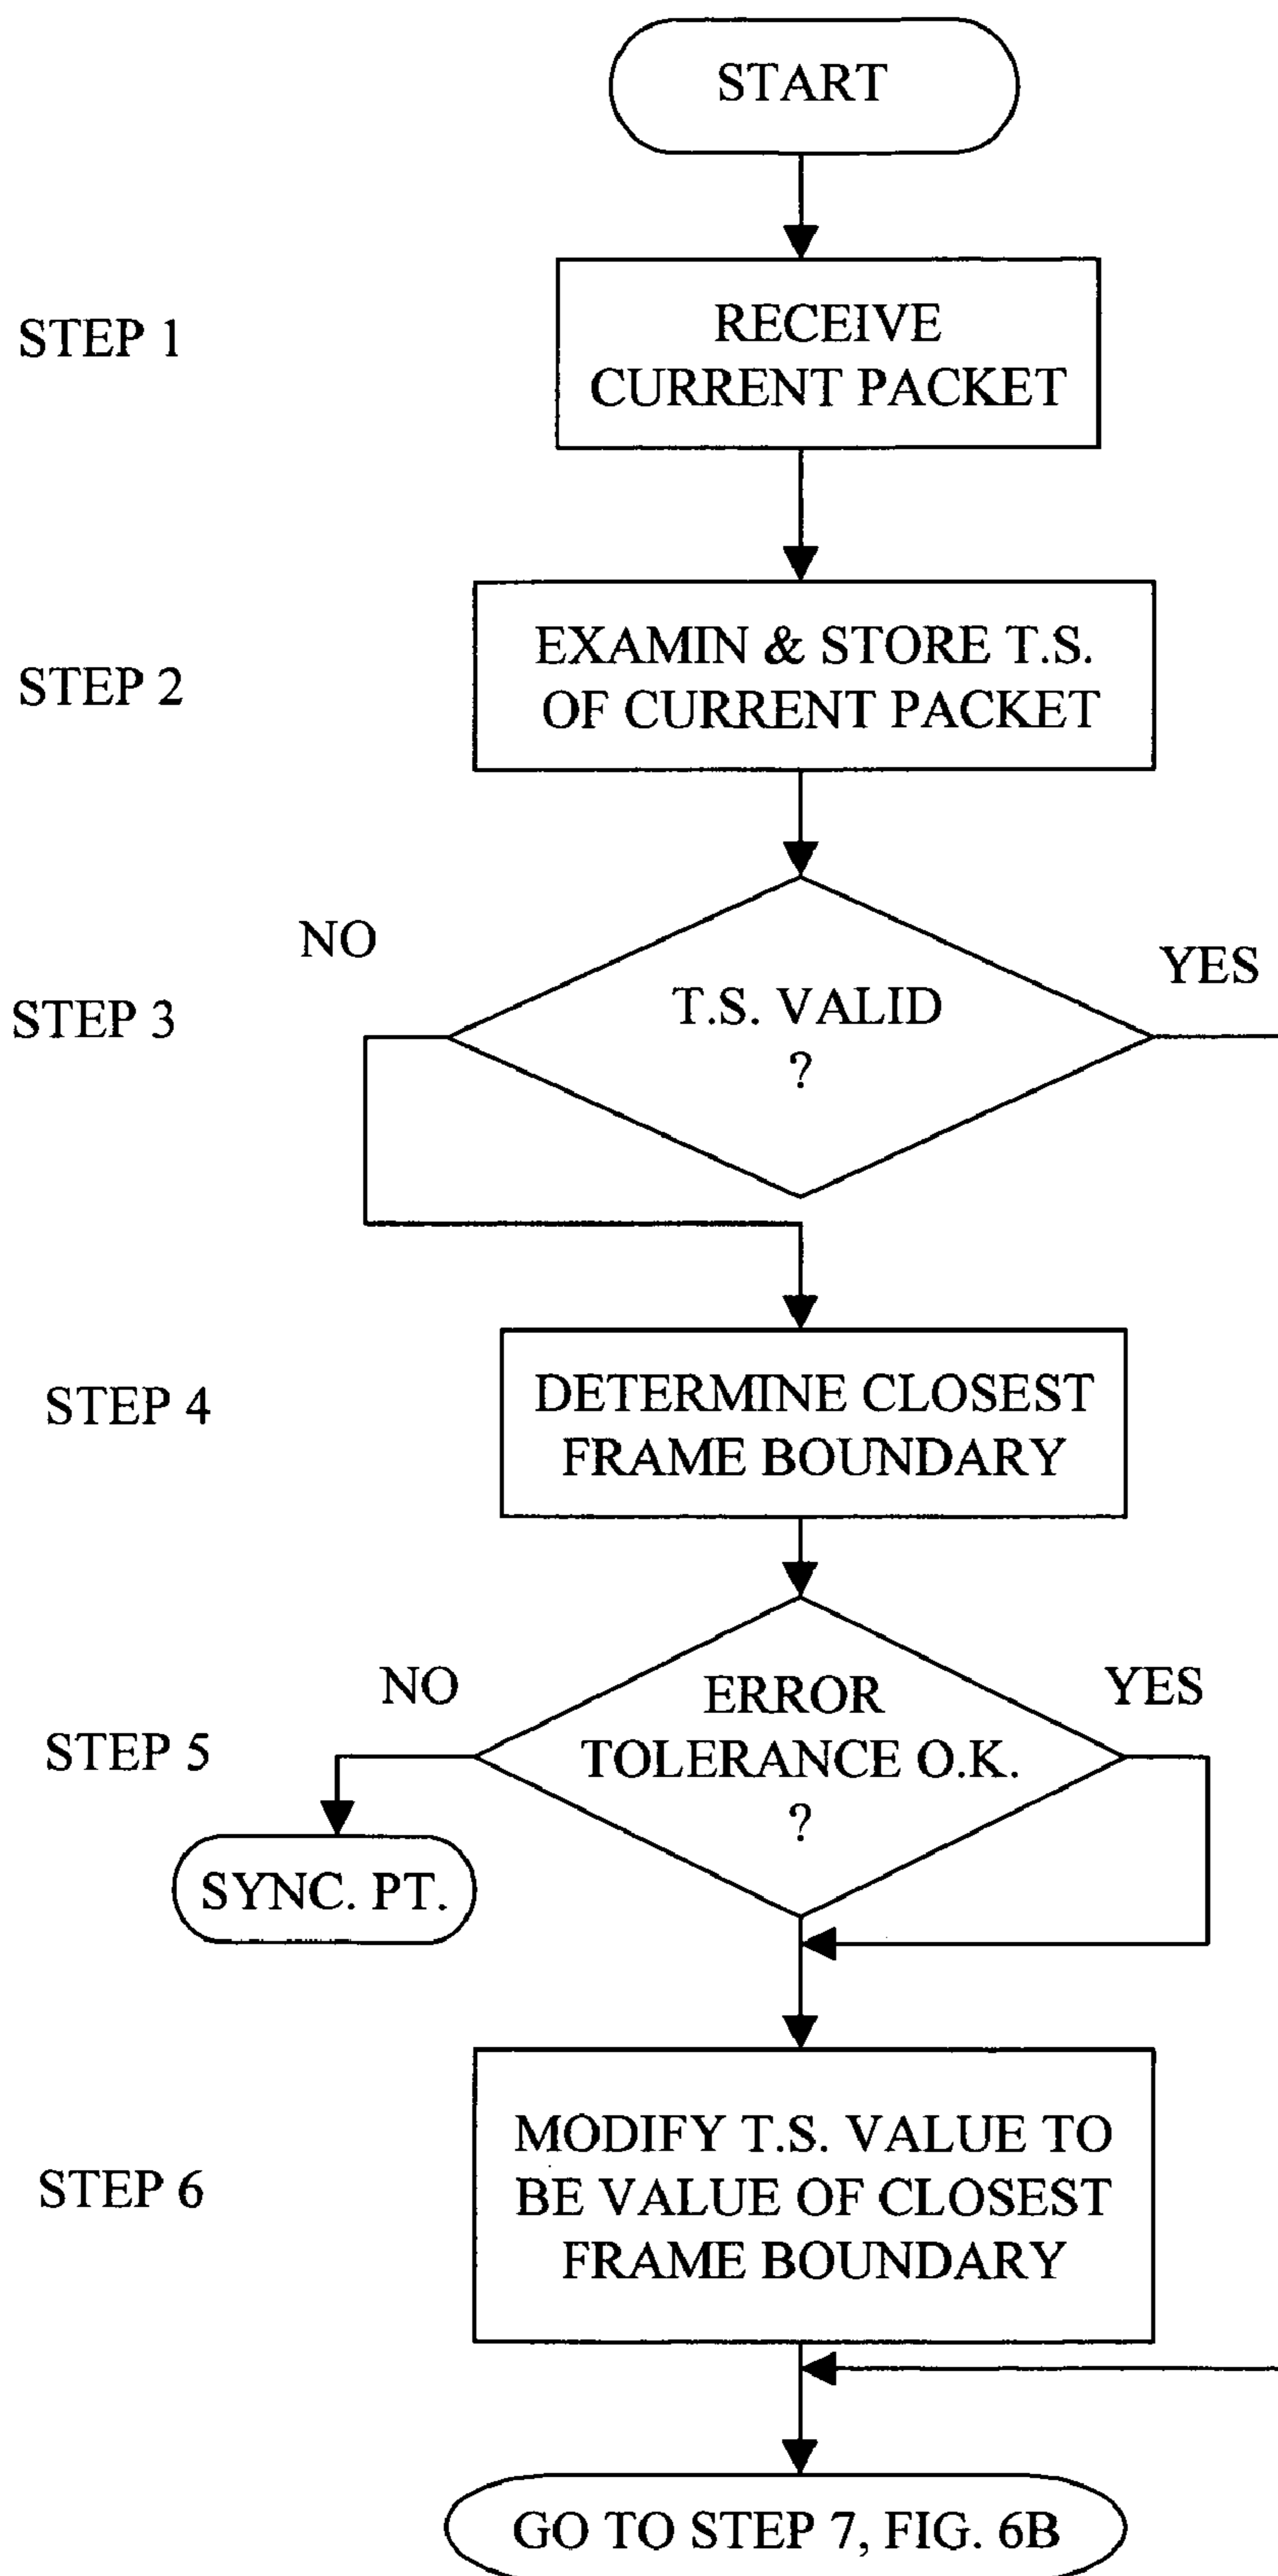 START
STEP 1
RECEIVE
CURRENT PACKET
STEP 2
EXAMIN & STORE T.S.
OF CURRENT PACKET
NO
YES
STEP 3
T.S. VALID
?
STEP 4
DETERMINE CLOSEST
FRAME BOUNDARY
NO
YES
STEP 5
ERROR
TOLERANCE O.K.
?
SYNC. PT.
STEP 6
MODIFY T.S. VALUE TO
BE VALUE OF CLOSEST
FRAME BOUNDARY
GO TO STEP 7, FIG. 6B